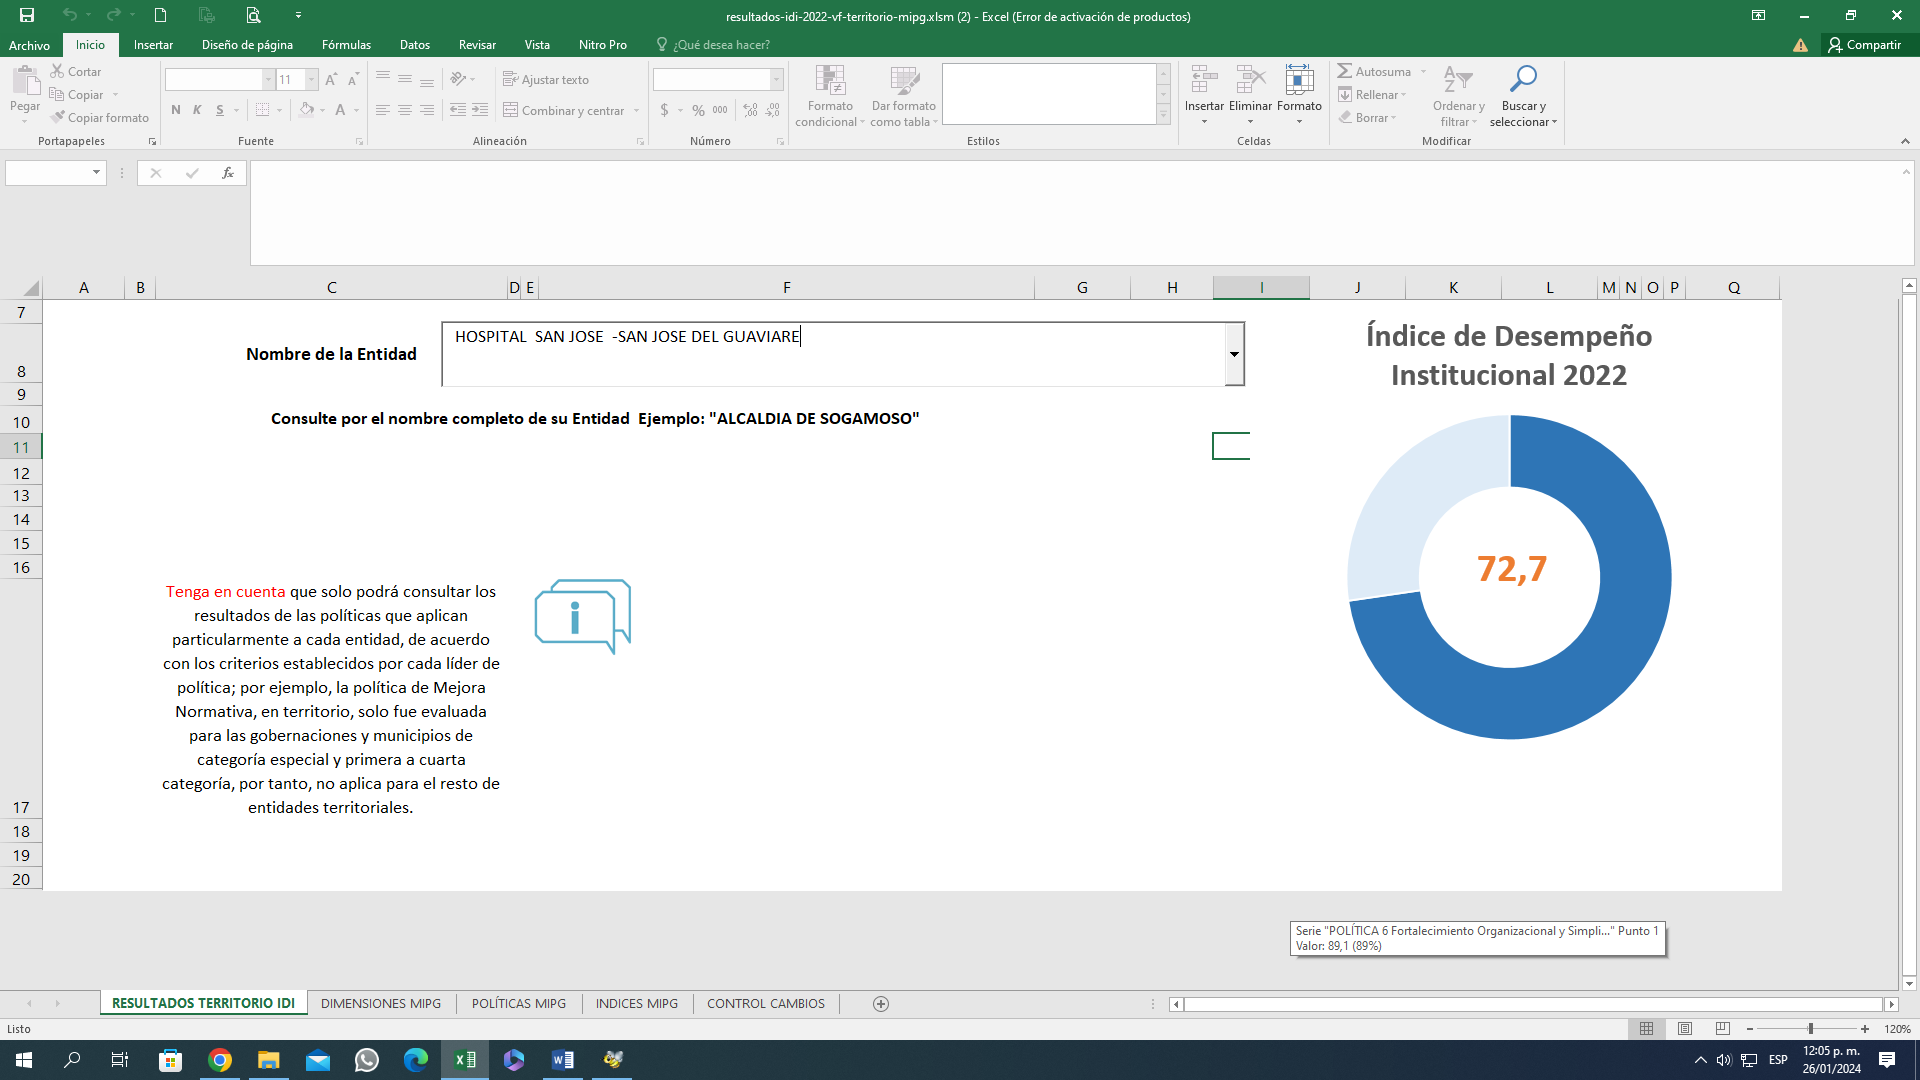 resultados-idi-2022-vf-territorio-mipg.xlsm (2) - Excel (Error de activación de productos)
Archivo Inicio Insertar Diseño de página Fórmulas Datos Revisar Vista Nitro Pro ¿Qué desea hacer? Compartir
Pegar
Cortar
Copiar
Copiar formato
Portapapeles
11
N K S
Fuente
Ajustar texto
Combinar y centrar
Alineación
$ % 000
Número
Formato condicional
Dar formato como tabla
Estilos
Insertar Eliminar Formato
Celdas
Autosuma
Rellenar
Borrar
Ordenar y filtrar
Buscar y seleccionar
Modificar
fx
A B C D E F G H I J K L M N O P Q
7
8
9
10
11
12
13
14
15
16
17
18
19
20
Nombre de la Entidad
HOSPITAL  SAN JOSE  -SAN JOSE DEL GUAVIARE
Consulte por el nombre completo de su Entidad  Ejemplo: "ALCALDIA DE SOGAMOSO"
Índice de Desempeño
Institucional 2022
72,7
Tenga en cuenta que solo podrá consultar los
resultados de las políticas que aplican
particularmente a cada entidad, de acuerdo
con los criterios establecidos por cada líder de
política; por ejemplo, la política de Mejora
Normativa, en territorio, solo fue evaluada
para las gobernaciones y municipios de
categoría especial y primera a cuarta
categoría, por tanto, no aplica para el resto de
entidades territoriales.
Serie "POLÍTICA 6 Fortalecimiento Organizacional y Simpli..." Punto 1
Valor: 89,1 (89%)
RESULTADOS TERRITORIO IDI DIMENSIONES MIPG POLÍTICAS MIPG INDICES MIPG CONTROL CAMBIOS
Listo
120%
ESP
12:05 p. m.
26/01/2024